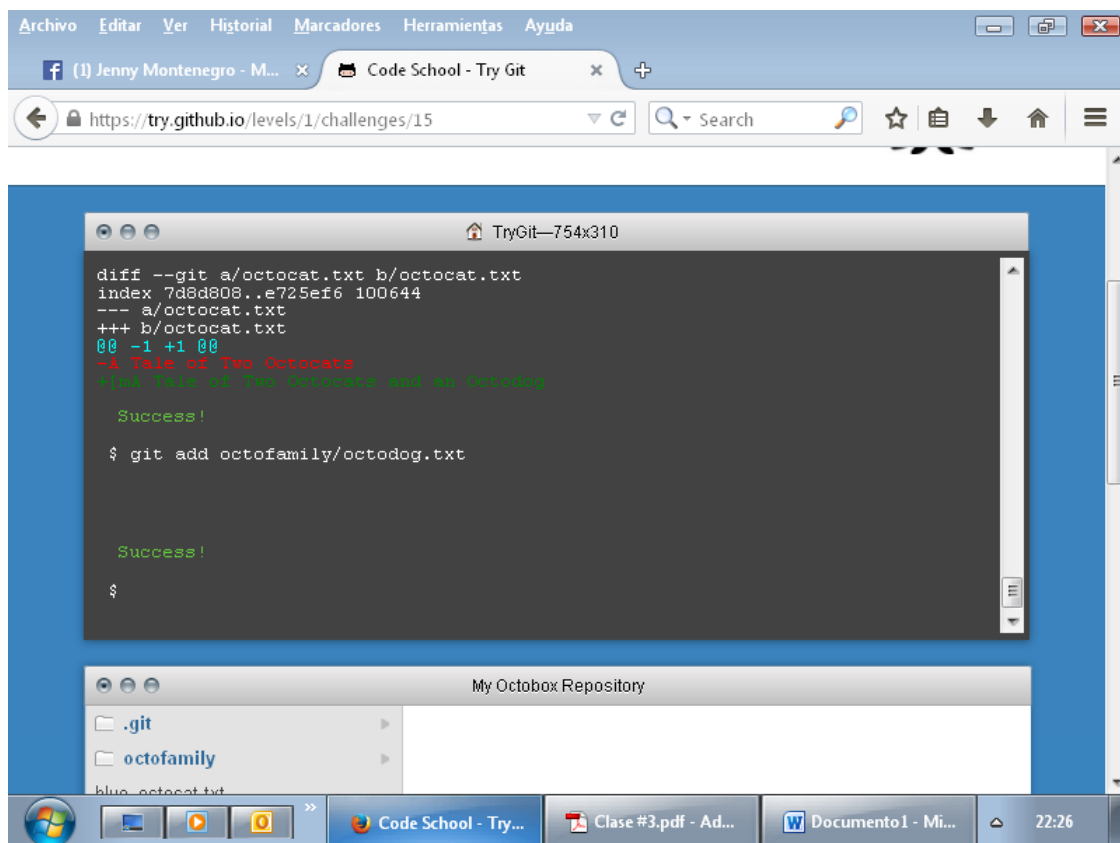 Archivo Editar Ver Historial Marcadores Herramientas Ayuda
(1) Jenny Montenegro - M... Code School - Try Git
https://try.github.io/levels/1/challenges/15 Search
TryGit—754x310
diff --git a/octocat.txt b/octocat.txt
index 7d8d808..e725ef6 100644
--- a/octocat.txt
+++ b/octocat.txt
@@ -1 +1 @@
-A Tale of Two Octocats
+[mA Tale of Two Octocats and an Octodog
Success!
$ git add octofamily/octodog.txt
Success!
$
My Octobox Repository
.git
octofamily
blue_octocat.txt
Code School - Try... Clase #3.pdf - Ad... Documento1 - Mi... 22:26